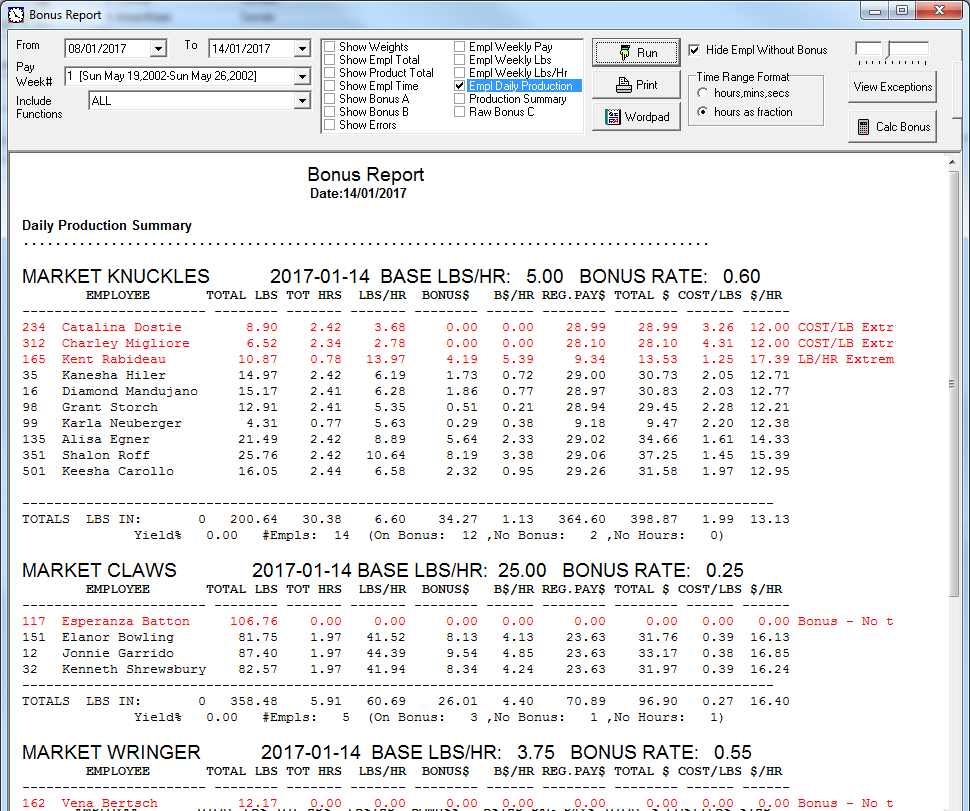 Bonus Report
From 08/01/2017 To 14/01/2017
Pay Week# 1 [Sun May 19,2002-Sun May 26,2002]
Include Functions ALL
Show Weights
Show Empl Total
Show Product Total
Show Empl Time
Show Bonus A
Show Bonus B
Show Errors
Empl Weekly Pay
Empl Weekly Lbs
Empl Weekly Lbs/Hr
Empl Daily Production
Production Summary
Raw Bonus C
Run
Print
Wordpad
Hide Empl Without Bonus
Time Range Format
hours,mins,secs
hours as fraction
View Exceptions
Calc Bonus
Bonus Report
Date:14/01/2017
Daily Production Summary
MARKET KNUCKLES 2017-01-14 BASE LBS/HR: 5.00 BONUS RATE: 0.60
EMPLOYEE TOTAL LBS TOT HRS LBS/HR BONUS$ B$/HR REG.PAY$ TOTAL $ COST/LBS $/HR
234 Catalina Dostie 8.90 2.42 3.68 0.00 0.00 28.99 28.99 3.26 12.00 COST/LB Extr
312 Charley Migliore 6.52 2.34 2.78 0.00 0.00 28.10 28.10 4.31 12.00 COST/LB Extr
165 Kent Rabideau 10.87 0.78 13.97 4.19 5.39 9.34 13.53 1.25 17.39 LB/HR Extrem
35 Kanesha Hiler 14.97 2.42 6.19 1.73 0.72 29.00 30.73 2.05 12.71
16 Diamond Mandujano 15.17 2.41 6.28 1.86 0.77 28.97 30.83 2.03 12.77
98 Grant Storch 12.91 2.41 5.35 0.51 0.21 28.94 29.45 2.28 12.21
99 Karla Neuberger 4.31 0.77 5.63 0.29 0.38 9.18 9.47 2.20 12.38
135 Alisa Egner 21.49 2.42 8.89 5.64 2.33 29.02 34.66 1.61 14.33
351 Shalon Roff 25.76 2.42 10.64 8.19 3.38 29.06 37.25 1.45 15.39
501 Keesha Carollo 16.05 2.44 6.58 2.32 0.95 29.26 31.58 1.97 12.95
TOTALS LBS IN: 0 200.64 30.38 6.60 34.27 1.13 364.60 398.87 1.99 13.13
Yield% 0.00 #Empls: 14 (On Bonus: 12 ,No Bonus: 2 ,No Hours: 0)
MARKET CLAWS 2017-01-14 BASE LBS/HR: 25.00 BONUS RATE: 0.25
EMPLOYEE TOTAL LBS TOT HRS LBS/HR BONUS$ B$/HR REG.PAY$ TOTAL $ COST/LBS $/HR
117 Esperanza Batton 106.76 0.00 0.00 0.00 0.00 0.00 0.00 0.00 0.00 Bonus - No t
151 Elanor Bowling 81.75 1.97 41.52 8.13 4.13 23.63 31.76 0.39 16.13
12 Jonnie Garrido 87.40 1.97 44.39 9.54 4.85 23.63 33.17 0.38 16.85
32 Kenneth Shrewsbury 82.57 1.97 41.94 8.34 4.24 23.63 31.97 0.39 16.24
TOTALS LBS IN: 0 358.48 5.91 60.69 26.01 4.40 70.89 96.90 0.27 16.40
Yield% 0.00 #Empls: 5 (On Bonus: 3 ,No Bonus: 1 ,No Hours: 1)
MARKET WRINGER 2017-01-14 BASE LBS/HR: 3.75 BONUS RATE: 0.55
EMPLOYEE TOTAL LBS TOT HRS LBS/HR BONUS$ B$/HR REG.PAY$ TOTAL $ COST/LBS $/HR
162 Vena Bertsch 12.17 0.00 0.00 0.00 0.00 0.00 0.00 0.00 0.00 Bonus - No t